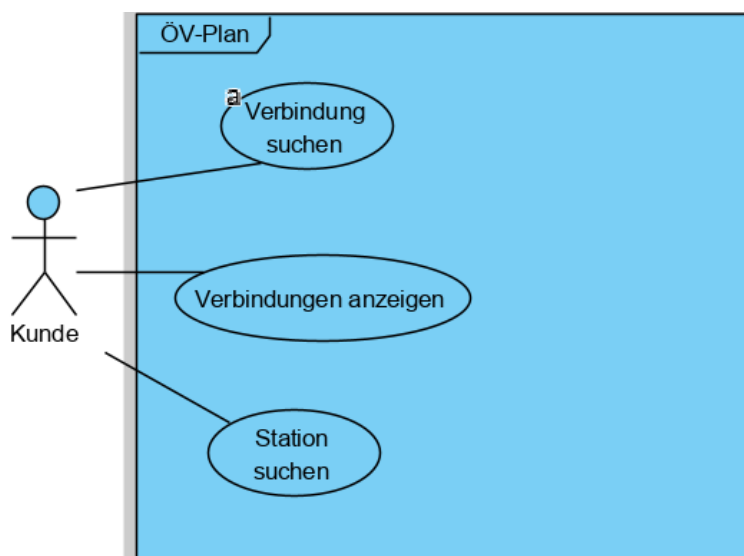 ÖV-Plan
a
Verbindung
suchen
Verbindungen anzeigen
Kunde
Station
suchen